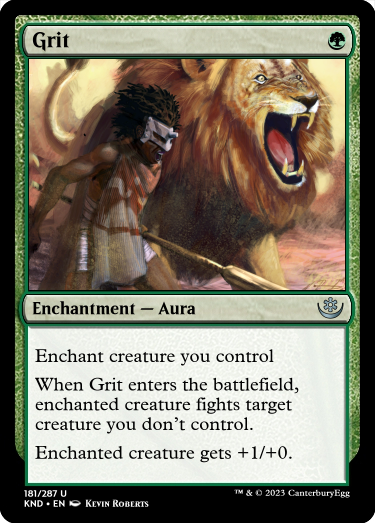 Grit
Enchantment — Aura
Enchant creature you control
When Grit enters the battlefield,
enchanted creature fights target
creature you don't control.
Enchanted creature gets +1/+0.
181/287 U
KND • EN Kevin Roberts
™ & © 2023 CanterburyEgg